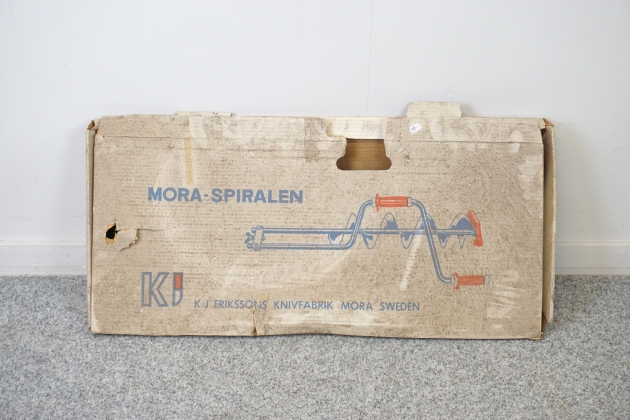 MORA-SPIRALEN
KJ
K J ERIKSSONS KNIVFABRIK MORA SWEDEN